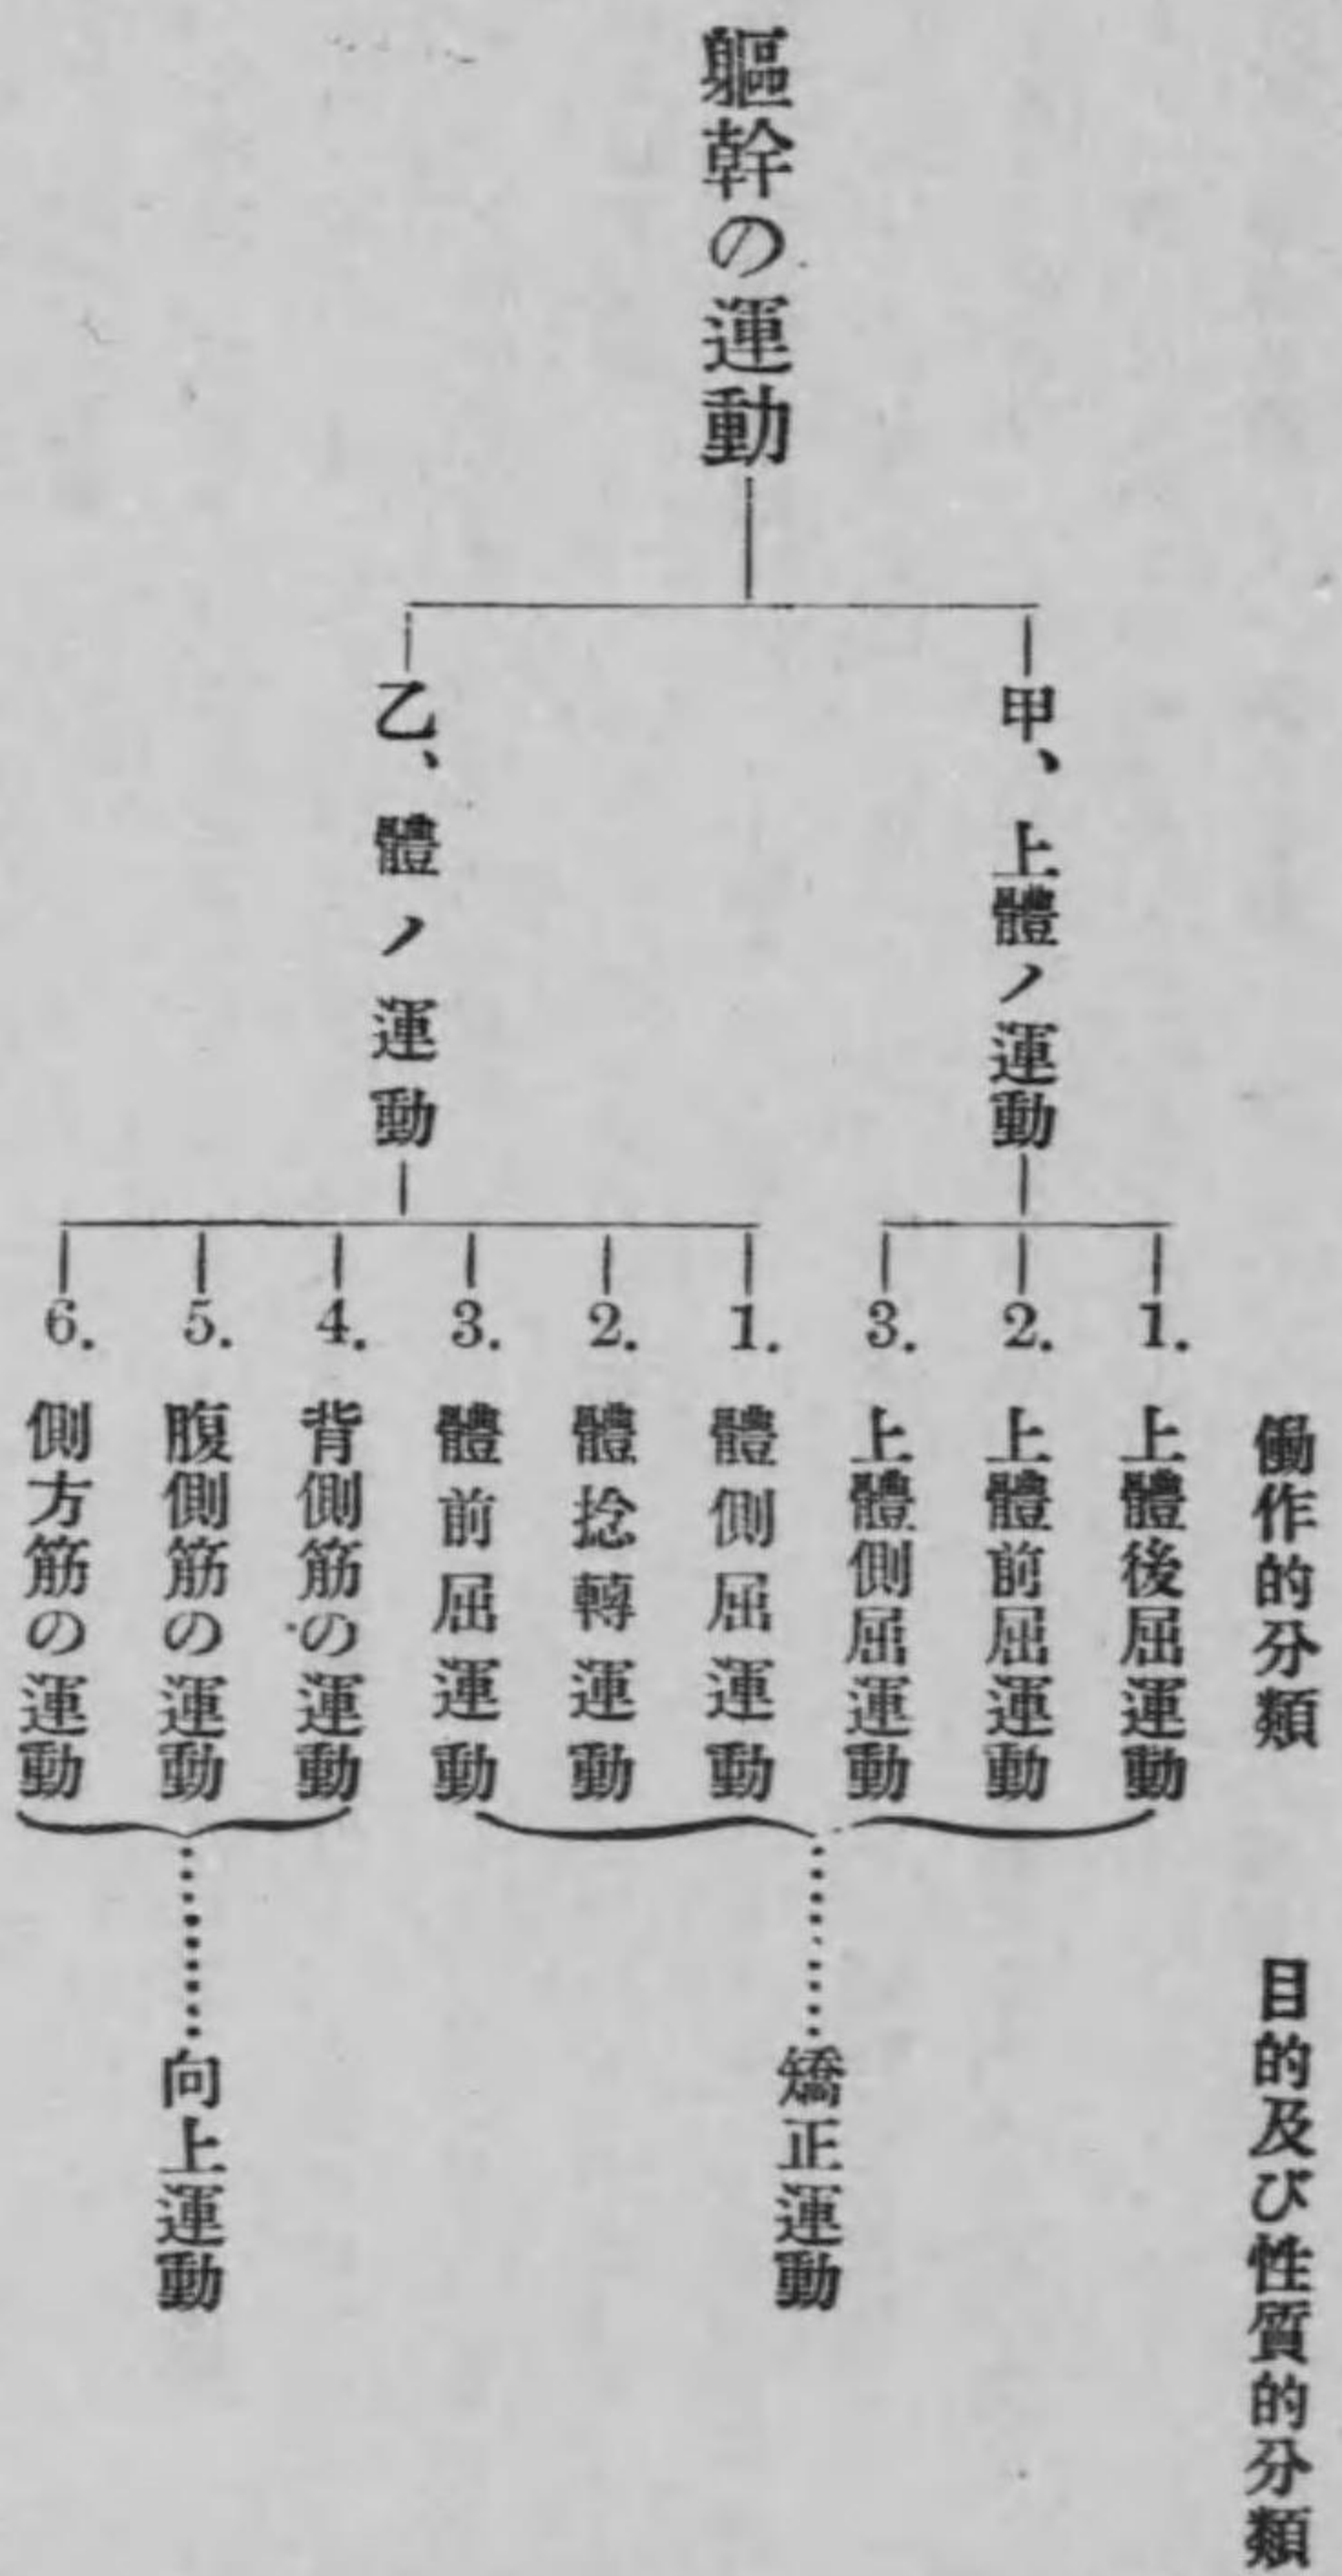 働作的分類
目的及び性質的分類
軀幹の運動
甲、上體ノ運動
1. 上體後屈運動
2. 上體前屈運動
3. 上體側屈運動
乙、體ノ運動
1. 體側屈運動
2. 體捻轉運動
3. 體前屈運動
4. 背側筋の運動
5. 腹側筋の運動
6. 側方筋の運動
矯正運動
向上運動